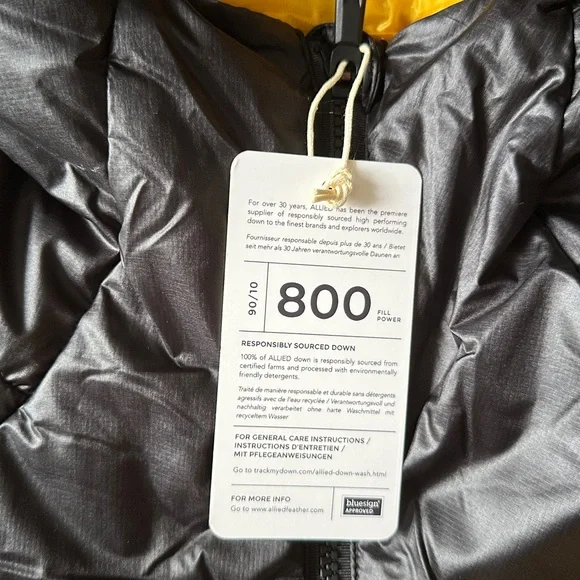 For over 30 years, ALLIED has been the premiere
supplier of responsibly sourced high performing
down to the finest brands and explorers worldwide.
Fournisseur responsable depuis plus de 30 ans / Bietet
seit mehr als 30 Jahren verantwortungsvolle Daunen an
90/10
800
FILL
POWER
RESPONSIBLY SOURCED DOWN
100% of ALLIED down is responsibly sourced from
certified farms and processed with environmentally
friendly detergents.
Traité de manière responsable et durable sans détergents
agressifs avec de l'eau recyclée / Verantwortungsvoll und
nachhaltig verarbeitet ohne harte Waschmittel mit
recyceltem Wasser
FOR GENERAL CARE INSTRUCTIONS /
INSTRUCTIONS D'ENTRETIEN /
MIT PFLEGEANWEISUNGEN
Go to trackmydown.com/allied-down-wash.html
FOR MORE INFO
Go to www.alliedfeather.com
bluesign®
APPROVED